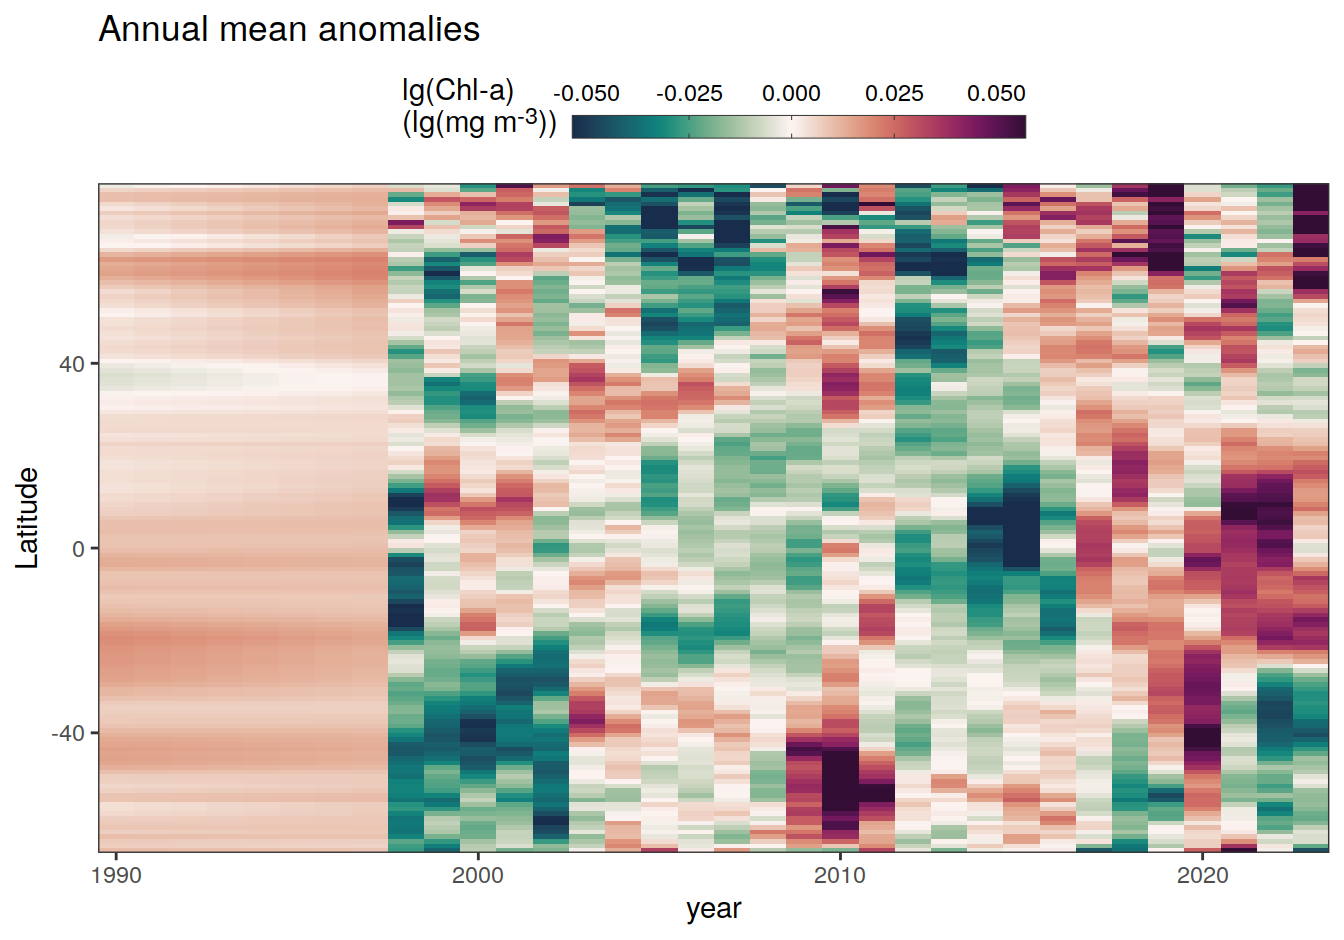 Annual mean anomalies
lg(Chl-a)
(lg(mg m-3))
-0.050 -0.025 0.000 0.025 0.050
Latitude
40
0
-40
1990 2000 2010 2020
year